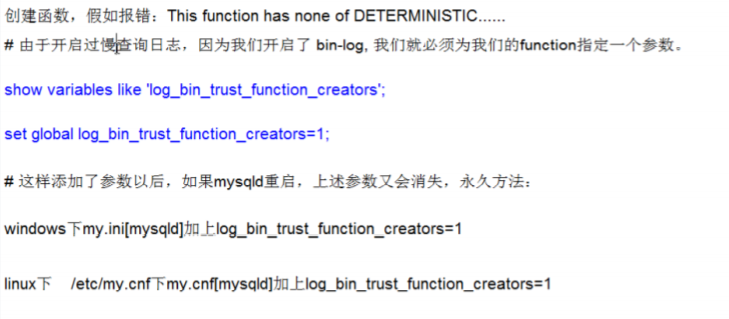 创建函数，假如报错：This function has none of DETERMINISTIC......
# 由于开启过慢查询日志，因为我们开启了 bin-log, 我们就必须为我们的function指定一个参数。
show variables like 'log_bin_trust_function_creators';
set global log_bin_trust_function_creators=1;
# 这样添加了参数以后，如果mysqld重启，上述参数又会消失，永久方法：
windows下my.ini[mysqld]加上log_bin_trust_function_creators=1
linux下    /etc/my.cnf下my.cnf[mysqld]加上log_bin_trust_function_creators=1